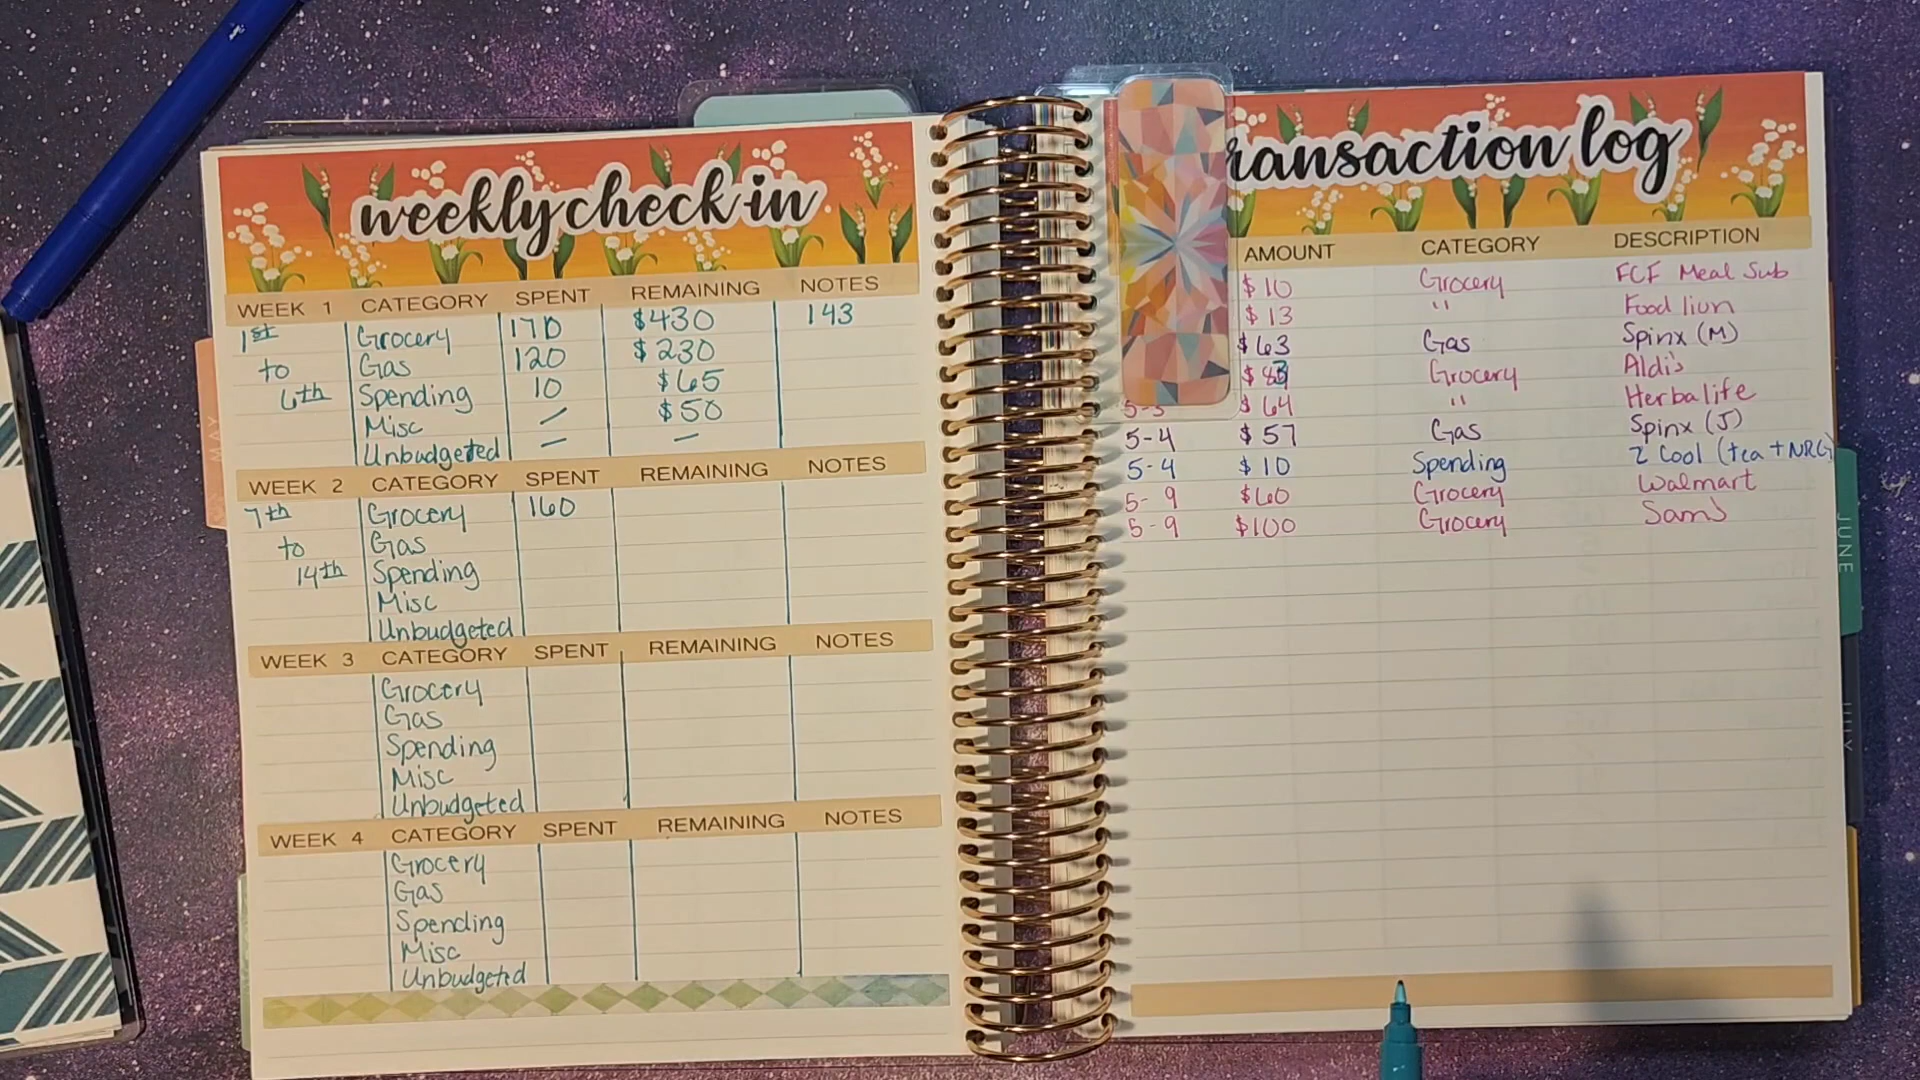 weekly check-in
WEEK 1 CATEGORY SPENT REMAINING NOTES
1st Grocery 170 $430 143
to Gas 120 $230
6th Spending 10 $65
Misc - $50
Unbudgeted - -
WEEK 2 CATEGORY SPENT REMAINING NOTES
7th Grocery 160
to Gas
14th Spending
Misc
Unbudgeted
WEEK 3 CATEGORY SPENT REMAINING NOTES
Grocery
Gas
Spending
Misc
Unbudgeted
WEEK 4 CATEGORY SPENT REMAINING NOTES
Grocery
Gas
Spending
Misc
Unbudgeted
ransaction log
AMOUNT CATEGORY DESCRIPTION
$10 Grocery FCF Meal Sub
$13 " Food lion
$63 Gas Spinx (M)
Grocery Aldi's
5-3 $64 " Herbalife
5-4 $57 Gas Spinx (J)
5-4 $10 Spending 2 Cool (tea + NRG)
5-9 $60 Grocery Walmart
5-9 $100 Grocery Sam's
MAY
JUNE
JULY